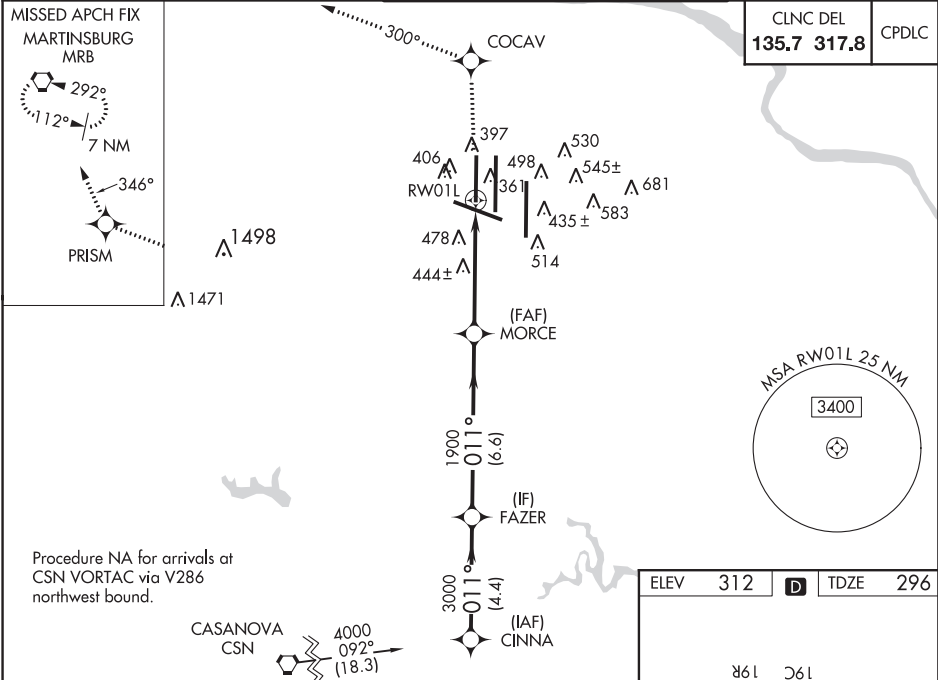 MISSED APCH FIX
MARTINSBURG
MRB
292°
112°
7 NM
346°
PRISM
300°
COCAV
CLNC DEL
135.7 317.8
CPDLC
397
406
RW01L
361
498
530
545±
681
583
435±
514
478
444±
1498
1471
(FAF)
MORCE
MSA RW01L 25 NM
3400
1900
011°
(6.6)
(IF)
FAZER
3000
011°
(4.4)
(IAF)
CINNA
Procedure NA for arrivals at
CSN VORTAC via V286
northwest bound.
CASANOVA
CSN
4000
092°
(18.3)
ELEV 312 D TDZE 296
19R 19C